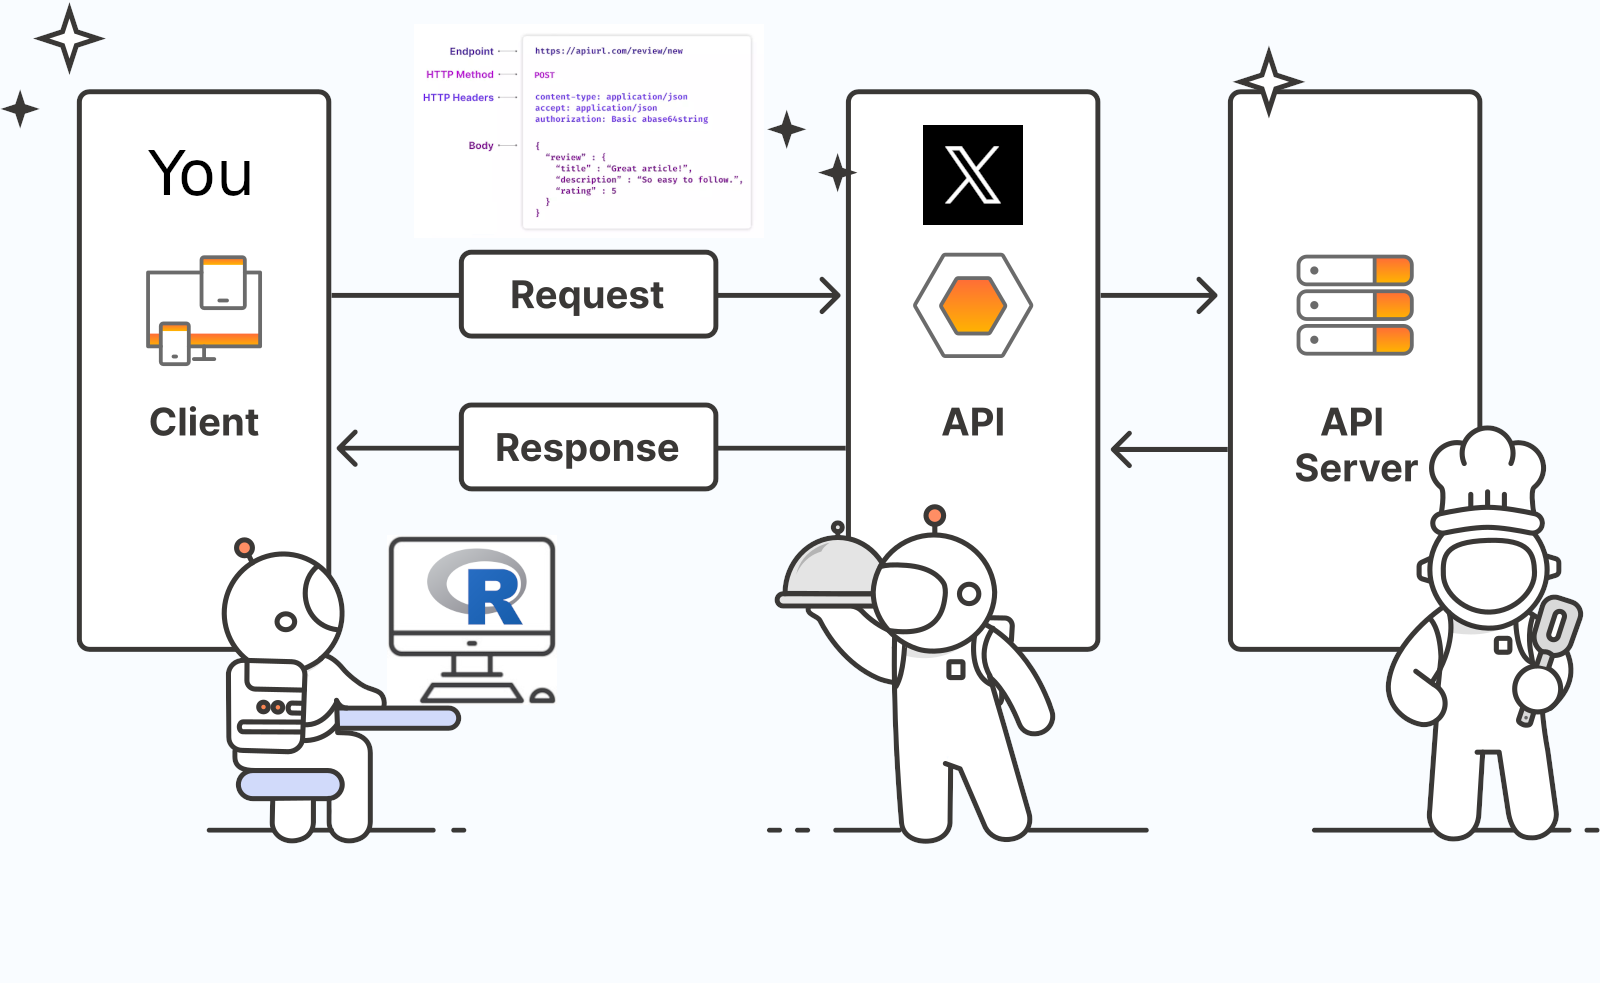 Endpoint https://apiurl.com/review/new
HTTP Method POST
HTTP Headers content-type: application/json
accept: application/json
authorization: Basic abase64string
Body {
“review” : {
“title” : “Great article!”,
“description” : “So easy to follow.”,
“rating” : 5
}
}
You
X
Request
Client
Response
API
API
Server
R